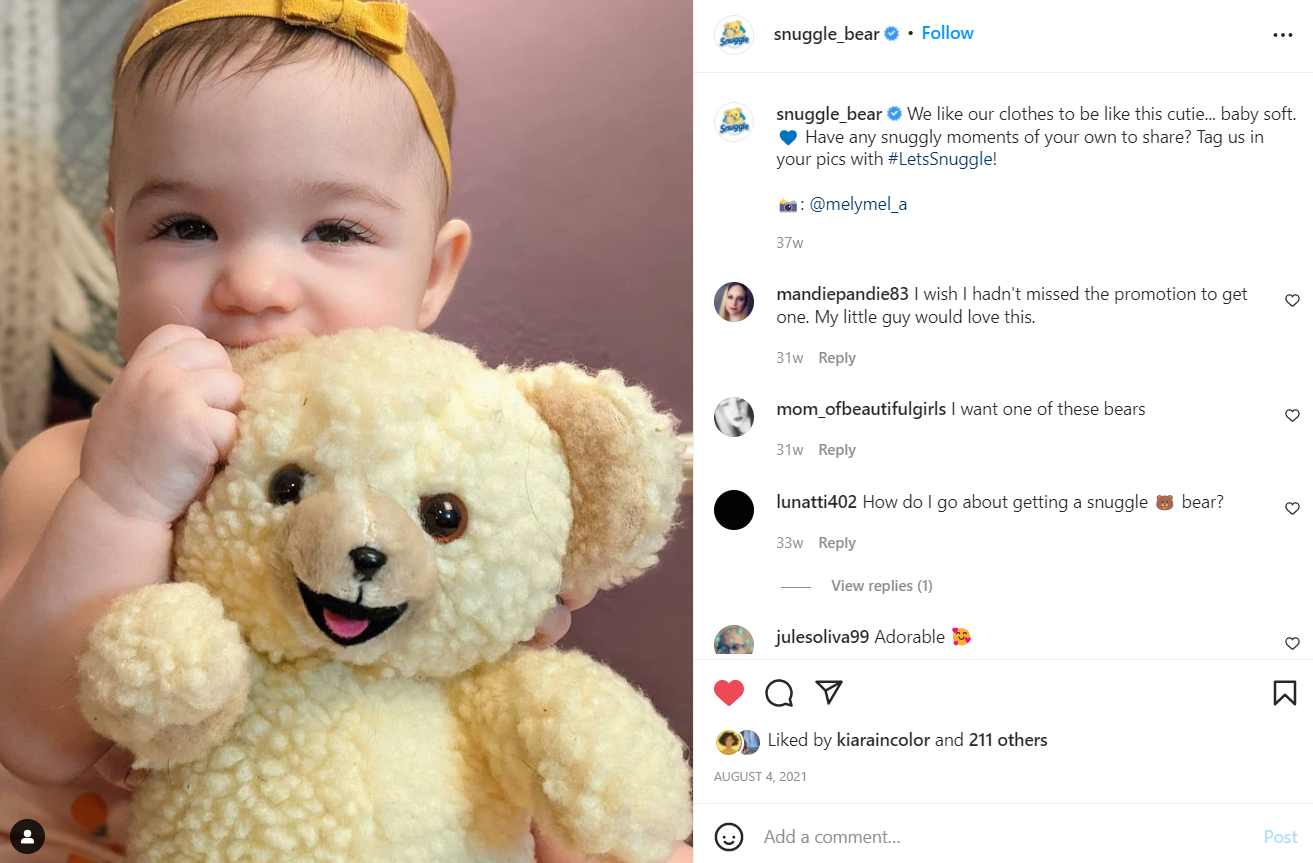 snuggle_bear • Follow
Snuggle
snuggle_bear We like our clothes to be like this cutie... baby soft.
💙 Have any snuggly moments of your own to share? Tag us in
your pics with #LetsSnuggle!
Snuggle
📸: @melymel_a
37w
mandiepandie83 I wish I hadn't missed the promotion to get
one. My little guy would love this.
31w Reply
mom_ofbeautifulgirls I want one of these bears
31w Reply
lunatti402 How do I go about getting a snuggle 🐻 bear?
33w Reply
View replies (1)
julesoliva99 Adorable 🥰
Liked by kiaraincolor and 211 others
AUGUST 4, 2021
Add a comment...
Post